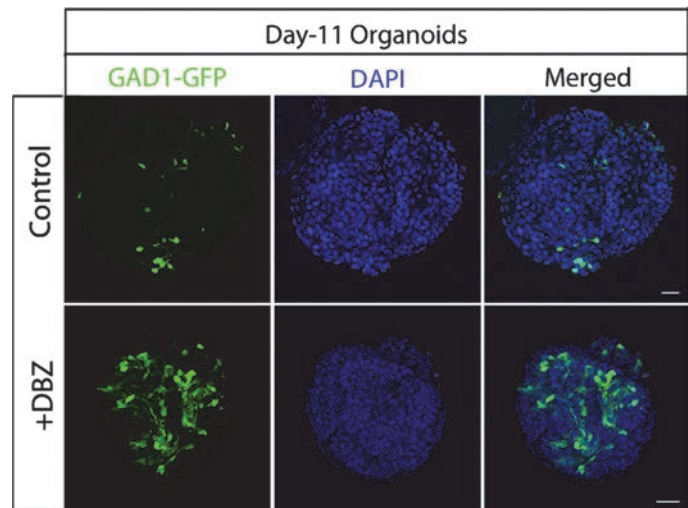 Day-11 Organoids
GAD1-GFP DAPI Merged
Control
+DBZ